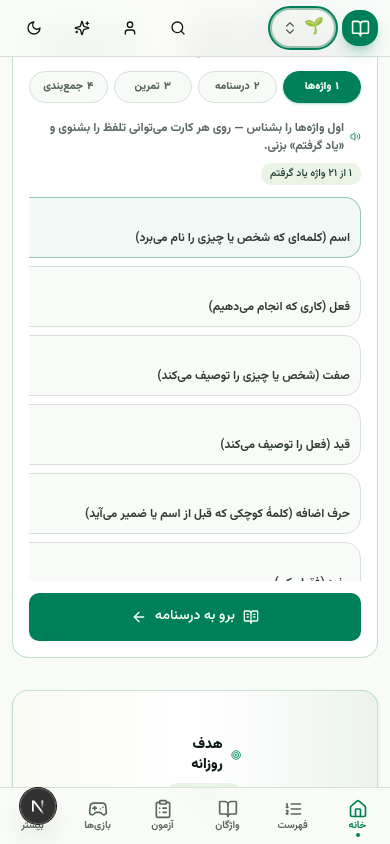 ۱ واژه‌ها
۲ درسنامه
۳ تمرین
۴ جمع‌بندی
اول واژه‌ها را بشناس — روی هر کارت می‌توانی تلفظ را بشنوی و
«یاد گرفتم» بزنی.
۱ از ۲۱ واژه یاد گرفتم
اسم (کلمه‌ای که شخص یا چیزی را نام می‌برد)
فعل (کاری که انجام می‌دهیم)
صفت (شخص یا چیزی را توصیف می‌کند)
قید (فعل را توصیف می‌کند)
حرف اضافه (کلمهٔ کوچکی که قبل از اسم یا ضمیر می‌آید)
برو به درسنامه
هدف
روزانه
خانه
فهرست
واژگان
آزمون
بازی‌ها
بیشتر
N